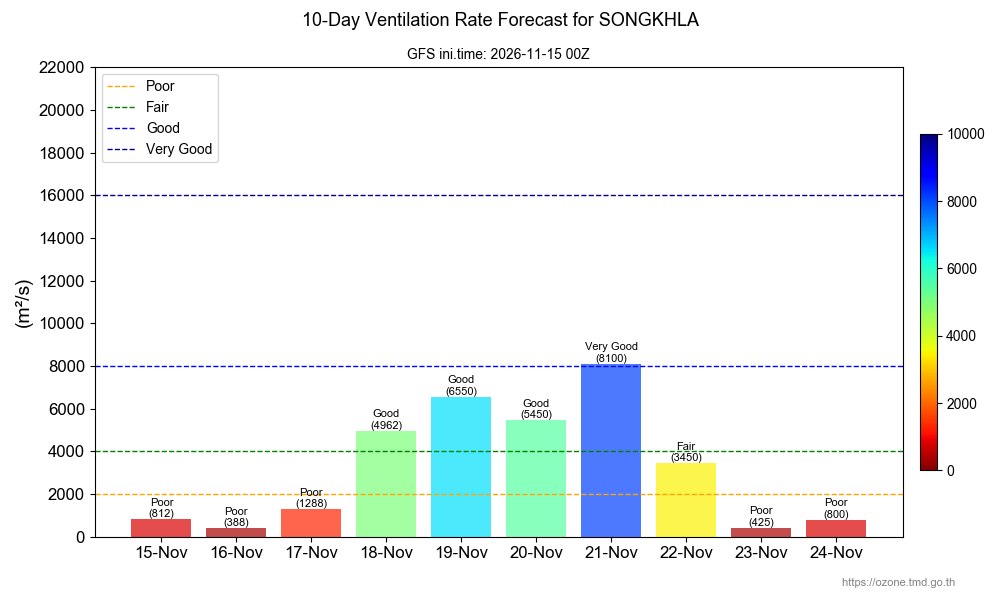 10-Day Ventilation Rate Forecast for SONGKHLA
GFS ini.time: 2026-11-15 00Z
(m²/s)
22000
20000
18000
16000
14000
12000
10000
8000
6000
4000
2000
0
Poor
Fair
Good
Very Good
Poor
(812)
Poor
(388)
Poor
(1288)
Good
(4962)
Good
(6550)
Good
(5450)
Very Good
(8100)
Fair
(3450)
Poor
(425)
Poor
(800)
15-Nov 16-Nov 17-Nov 18-Nov 19-Nov 20-Nov 21-Nov 22-Nov 23-Nov 24-Nov
10000
8000
6000
4000
2000
0
https://ozone.tmd.go.th